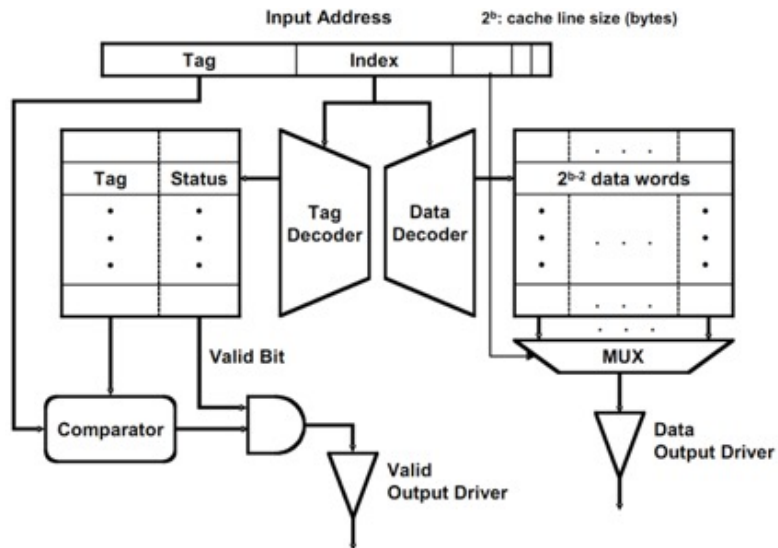 Input Address
2ᵇ: cache line size (bytes)
Tag
Index
Tag
Status
Tag
Decoder
Data
Decoder
. . .
2ᵇ⁻² data words
. . .
. . .
. . .
MUX
Valid Bit
Comparator
Valid
Output Driver
Data
Output Driver